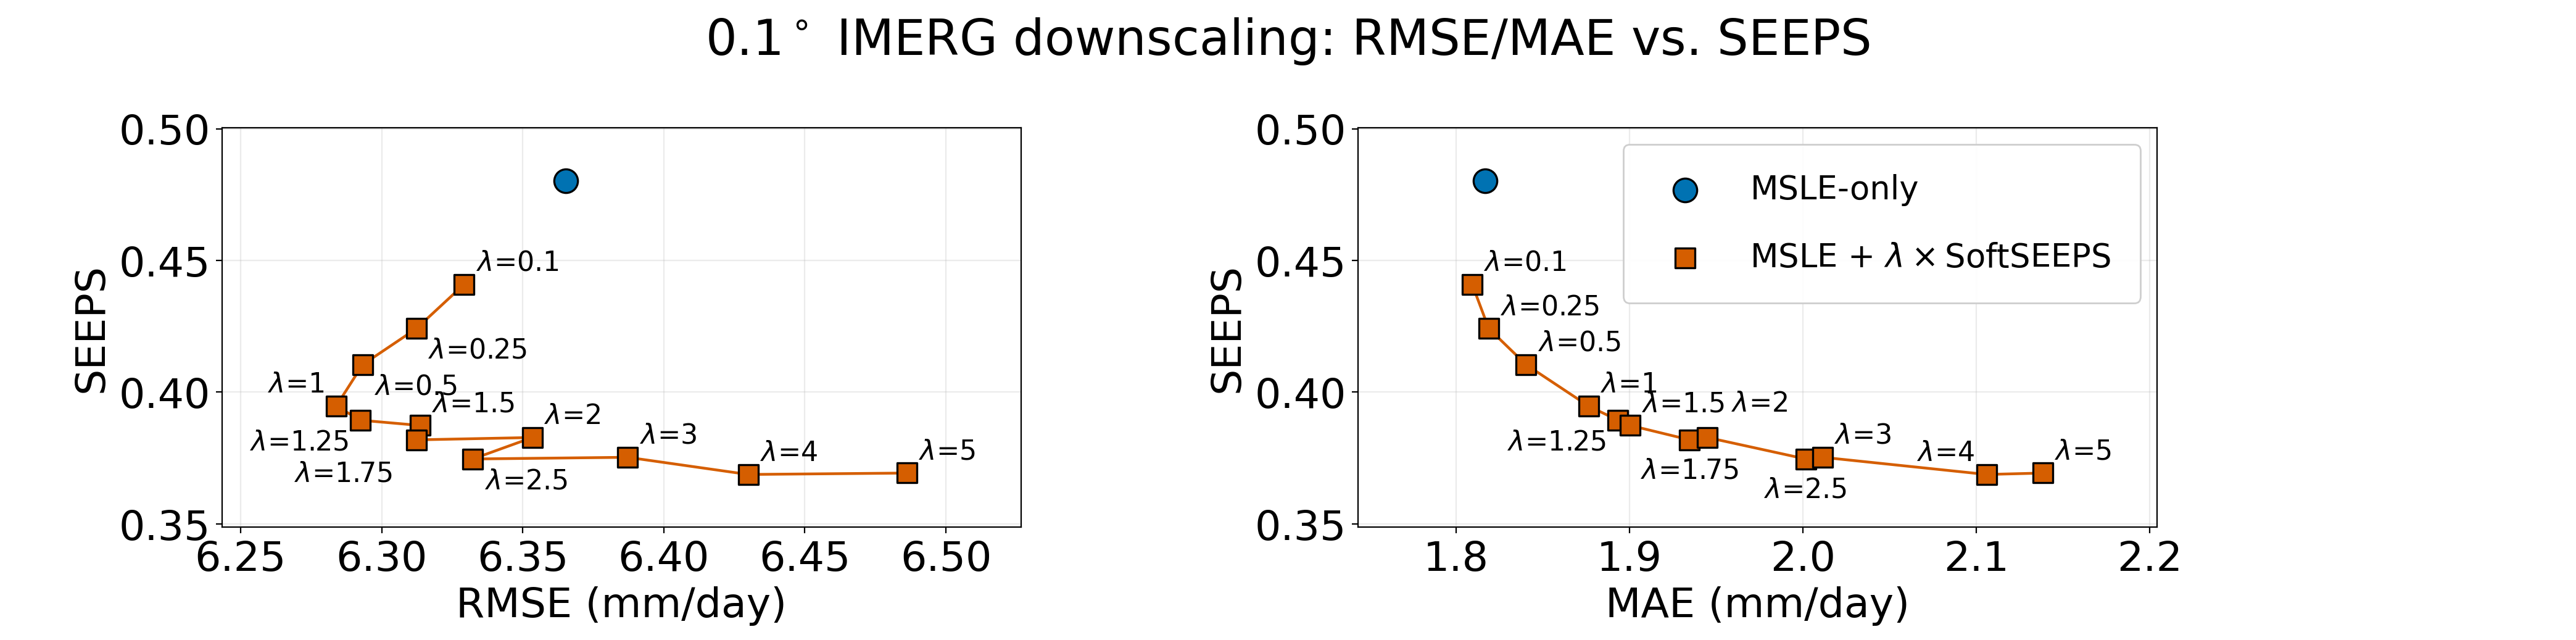 0.1° IMERG downscaling: RMSE/MAE vs. SEEPS
SEEPS
0.50
0.45
0.40
0.35
λ=0.1
λ=0.25
λ=1
λ=0.5
λ=1.5
λ=2
λ=1.25
λ=3
λ=4
λ=5
λ=1.75
λ=2.5
6.25 6.30 6.35 6.40 6.45 6.50
RMSE (mm/day)
SEEPS
0.50
0.45
0.40
0.35
MSLE-only
MSLE + λ × SoftSEEPS
λ=0.1
λ=0.25
λ=0.5
λ=1
λ=1.5 λ=2
λ=1.25
λ=3
λ=4
λ=5
λ=1.75
λ=2.5
1.8 1.9 2.0 2.1 2.2
MAE (mm/day)